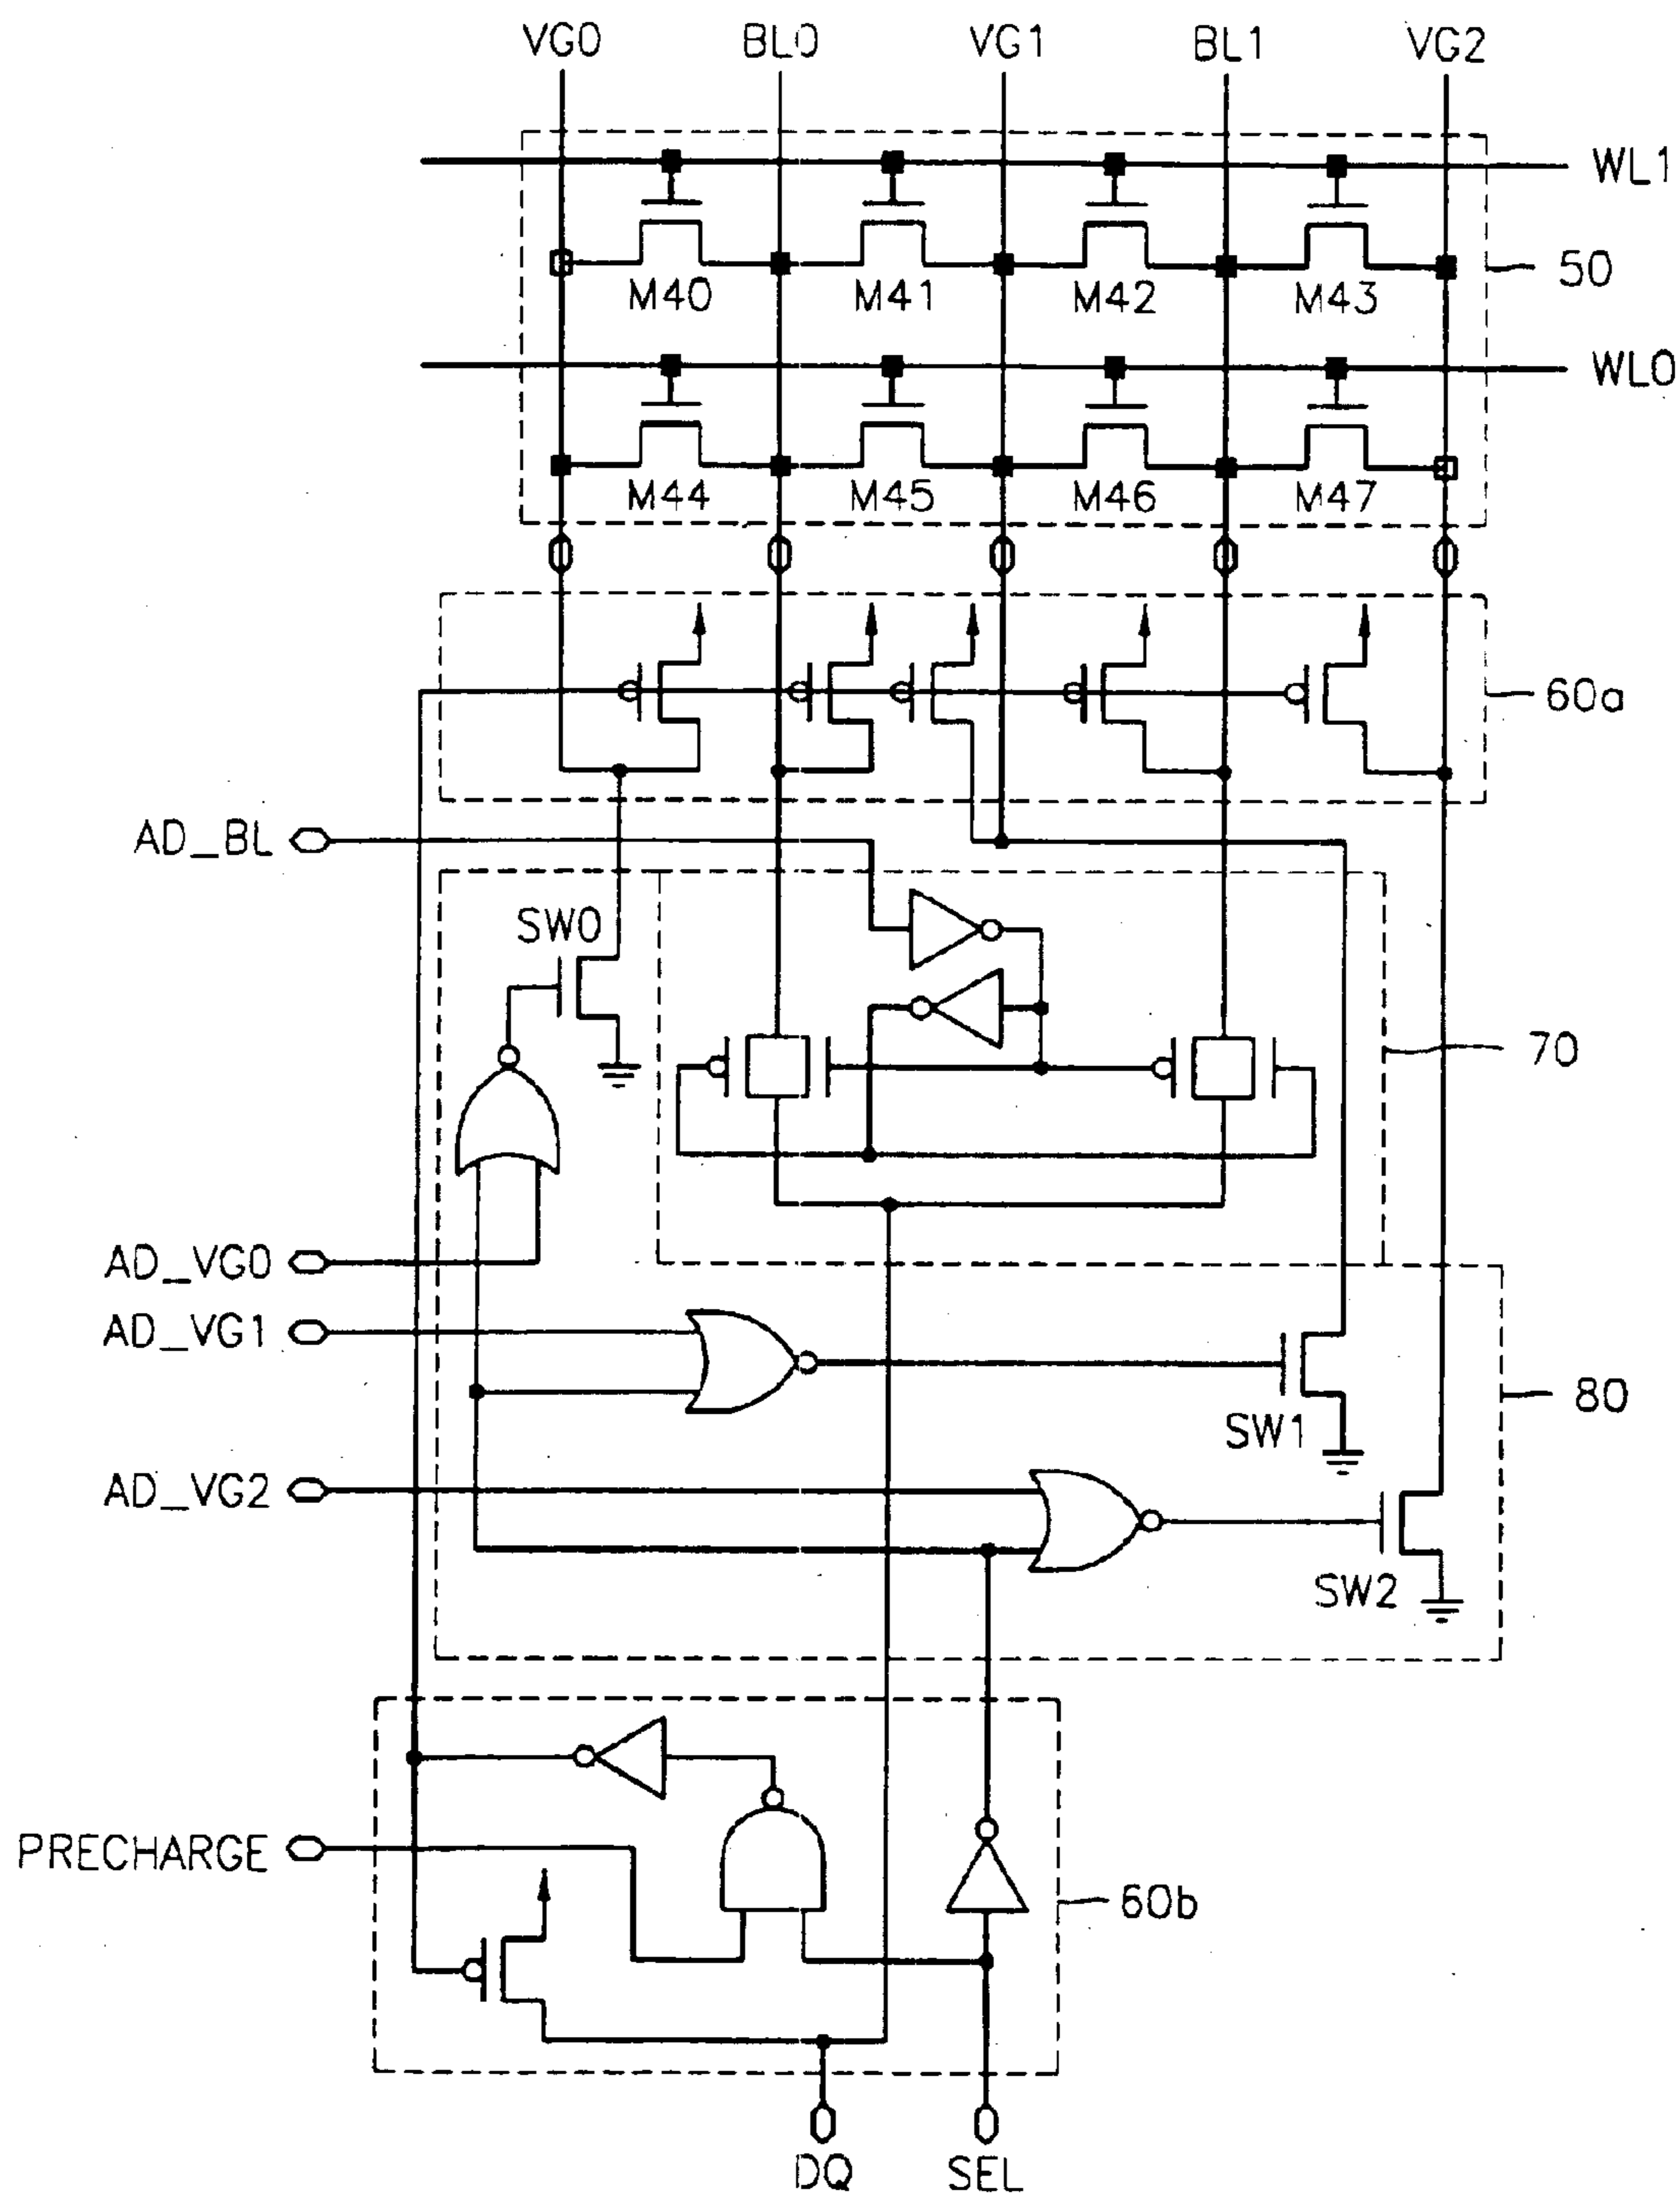 VG0 BL0 VG1 BL1 VG2
WL1
50
M40 M41 M42 M43
WL0
M44 M45 M46 M47
60a
AD_BL
SW0
70
AD_VG0
AD_VG1
80
SW1
AD_VG2
SW2
PRECHARGE
60b
DQ SEL